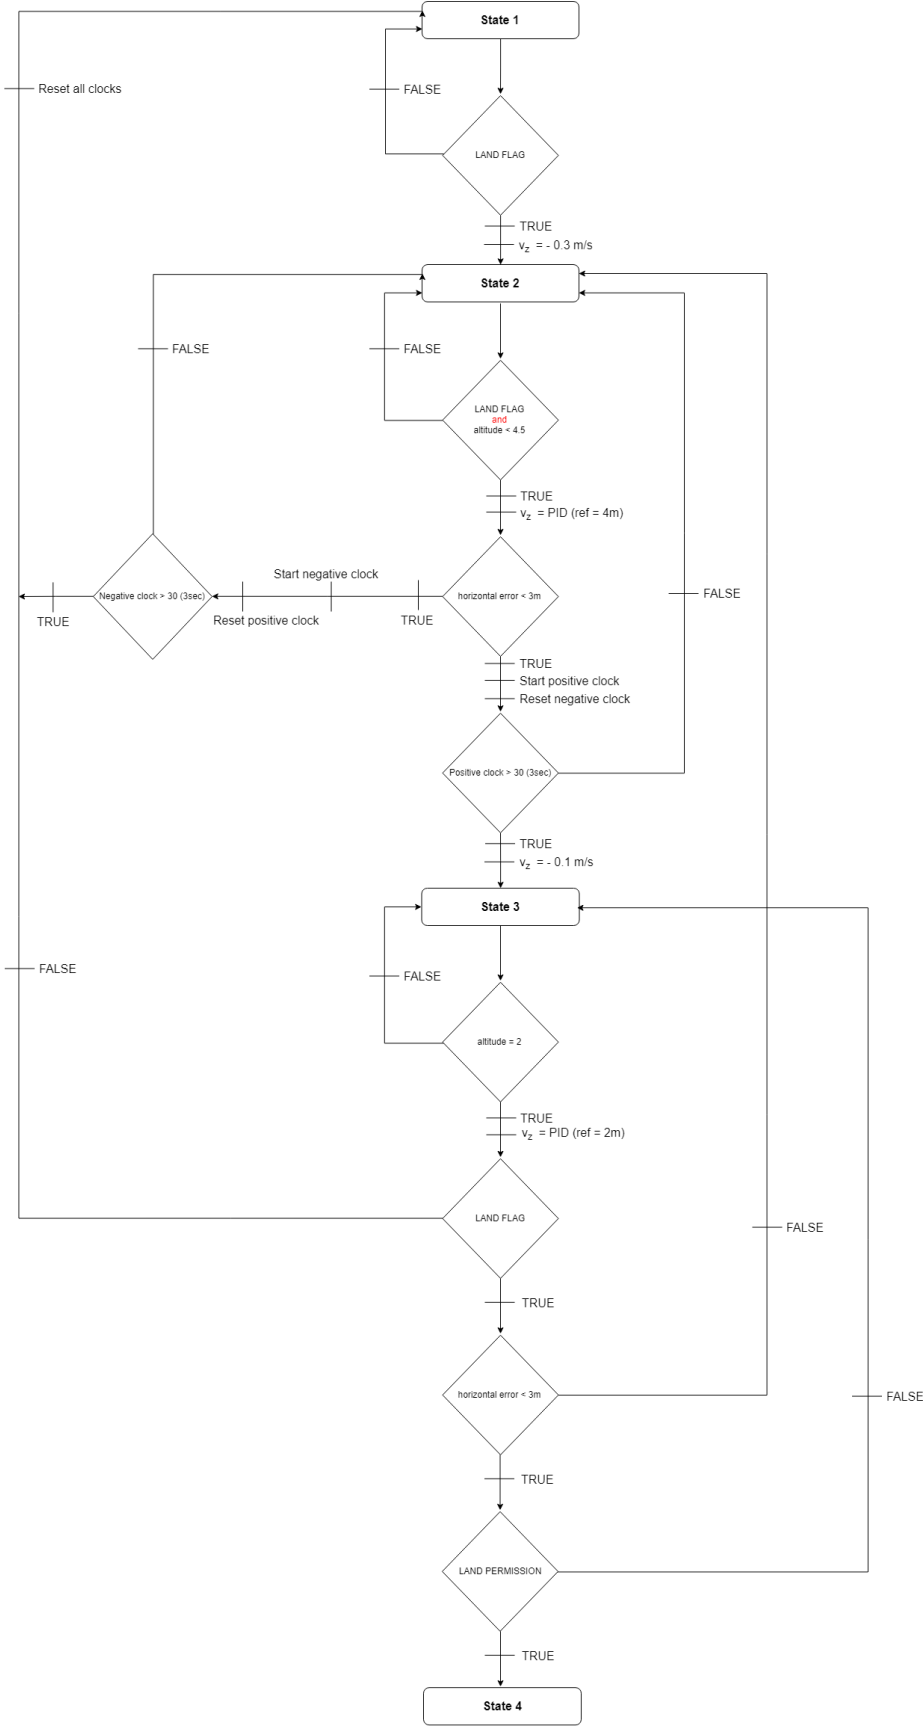 State 1
Reset all clocks
FALSE
LAND FLAG
TRUE
v_z = - 0.3 m/s
State 2
FALSE
FALSE
LAND FLAG
and
altitude < 4.5
TRUE
v_z = PID (ref = 4m)
Start negative clock
Negative clock > 30 (3sec)
horizontal error < 3m
FALSE
TRUE
Reset positive clock
TRUE
TRUE
Start positive clock
Reset negative clock
Positive clock > 30 (3sec)
TRUE
v_z = - 0.1 m/s
State 3
FALSE
FALSE
altitude = 2
TRUE
v_z = PID (ref = 2m)
LAND FLAG
FALSE
TRUE
horizontal error < 3m
FALSE
TRUE
LAND PERMISSION
TRUE
State 4